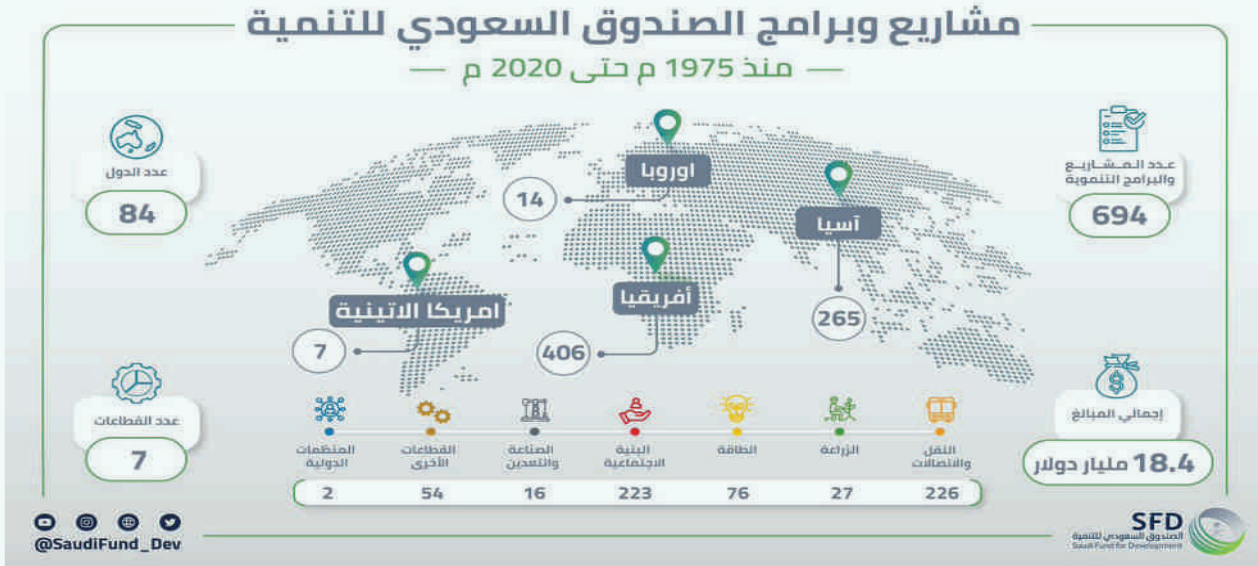 مشاريع وبرامج الصندوق السعودي للتنمية
منذ 1975 م حتى 2020 م
عدد المشاريع
والبرامج التنموية
694
عدد الدول
84
اوروبا
14
آسيا
265
أفريقيا
406
امريكا الاتينية
7
إجمالي المبالغ
18.4 مليار دولار
عدد القطاعات
7
النقل
والاتصالات
226
الزراعة
27
الطاقة
76
البنية
الاجتماعية
223
الصناعة
والتعدين
16
القطاعات
الأخرى
54
المنظمات
الدولية
2
SFD
الصندوق السعودي للتنمية
Saudi Fund for Development
@SaudiFund_Dev